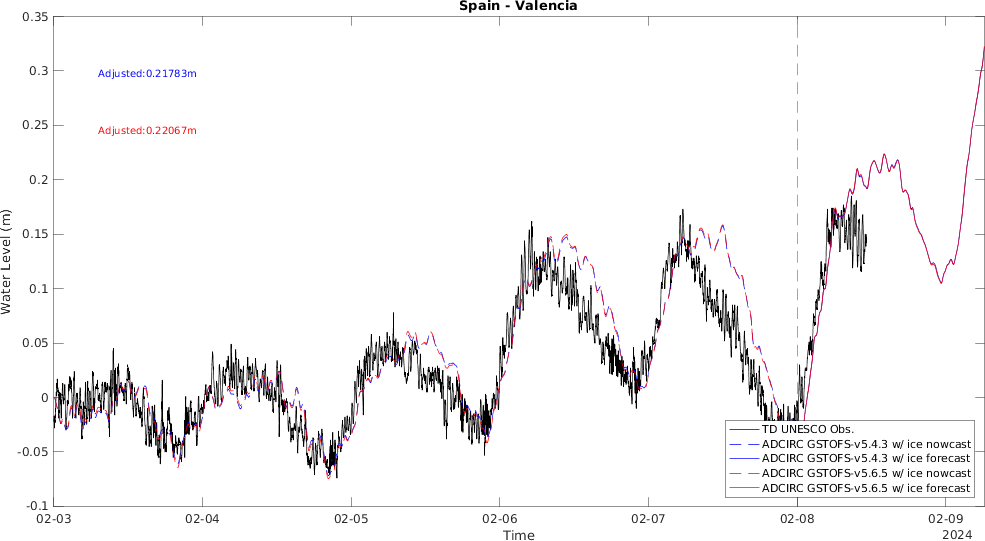 Spain - Valencia
0.35
0.3
0.25
0.2
0.15
0.1
0.05
0
-0.05
-0.1
Water Level (m)
Adjusted:0.21783m
Adjusted:0.22067m
TD UNESCO Obs.
ADCIRC GSTOFS-v5.4.3 w/ ice nowcast
ADCIRC GSTOFS-v5.4.3 w/ ice forecast
ADCIRC GSTOFS-v5.6.5 w/ ice nowcast
ADCIRC GSTOFS-v5.6.5 w/ ice forecast
02-03 02-04 02-05 02-06 02-07 02-08 02-09
Time
2024